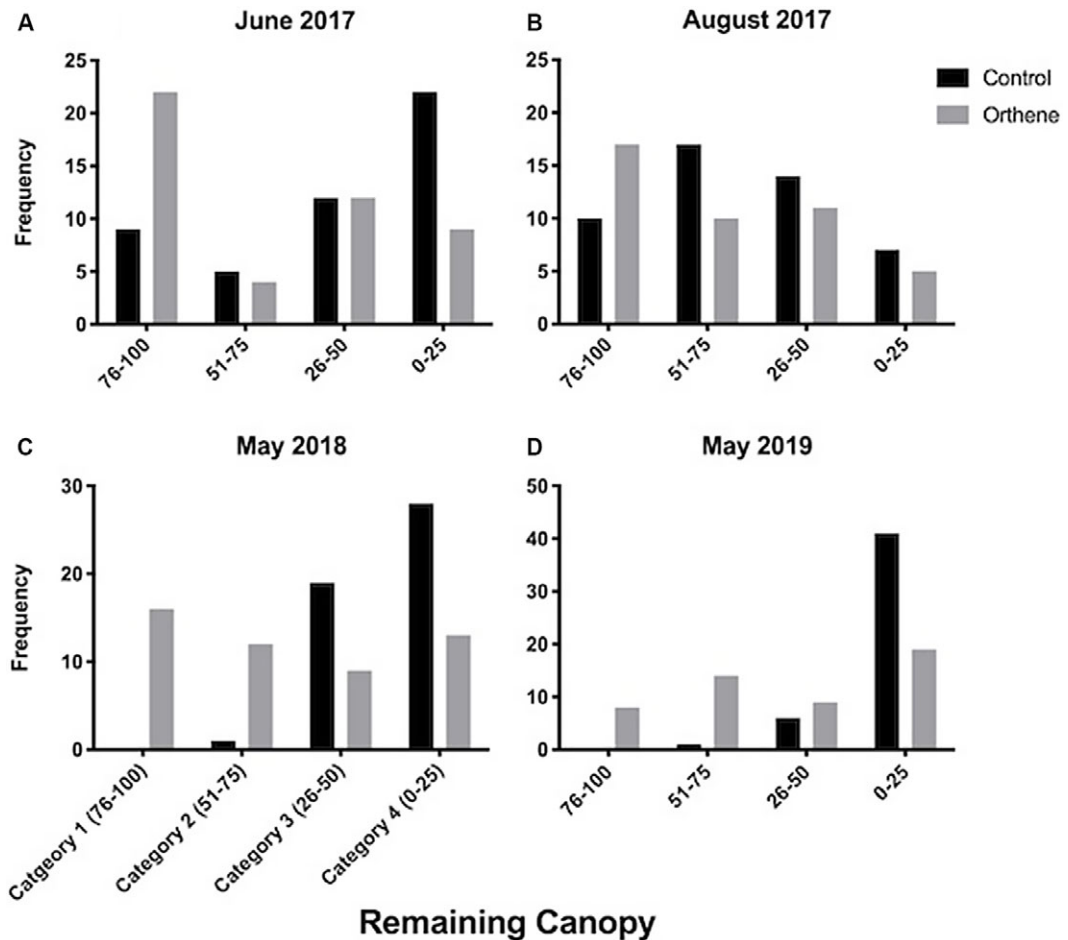 A
June 2017
Frequency
25
20
15
10
5
0
76-100
51-75
26-50
0-25
B
August 2017
25
20
15
10
5
0
76-100
51-75
26-50
0-25
Control
Orthene
C
May 2018
Frequency
30
20
10
0
Catgeory 1 (76-100)
Category 2 (51-75)
Category 3 (26-50)
Category 4 (0-25)
D
May 2019
50
40
30
20
10
0
76-100
51-75
26-50
0-25
Remaining Canopy